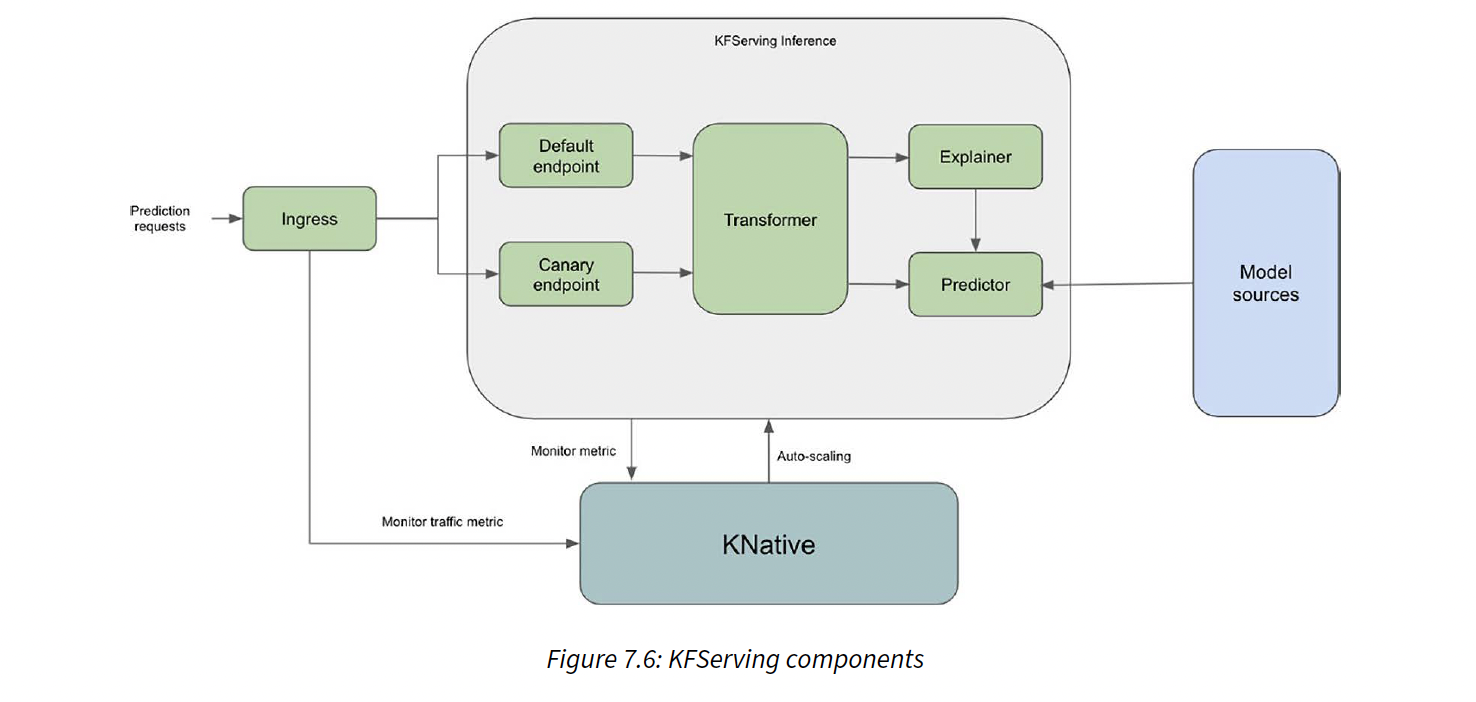 KFServing Inference
Prediction
requests
Ingress
Default
endpoint
Canary
endpoint
Transformer
Explainer
Predictor
Model
sources
Monitor metric
Auto-scaling
Monitor traffic metric
KNative
Figure 7.6: KFServing components